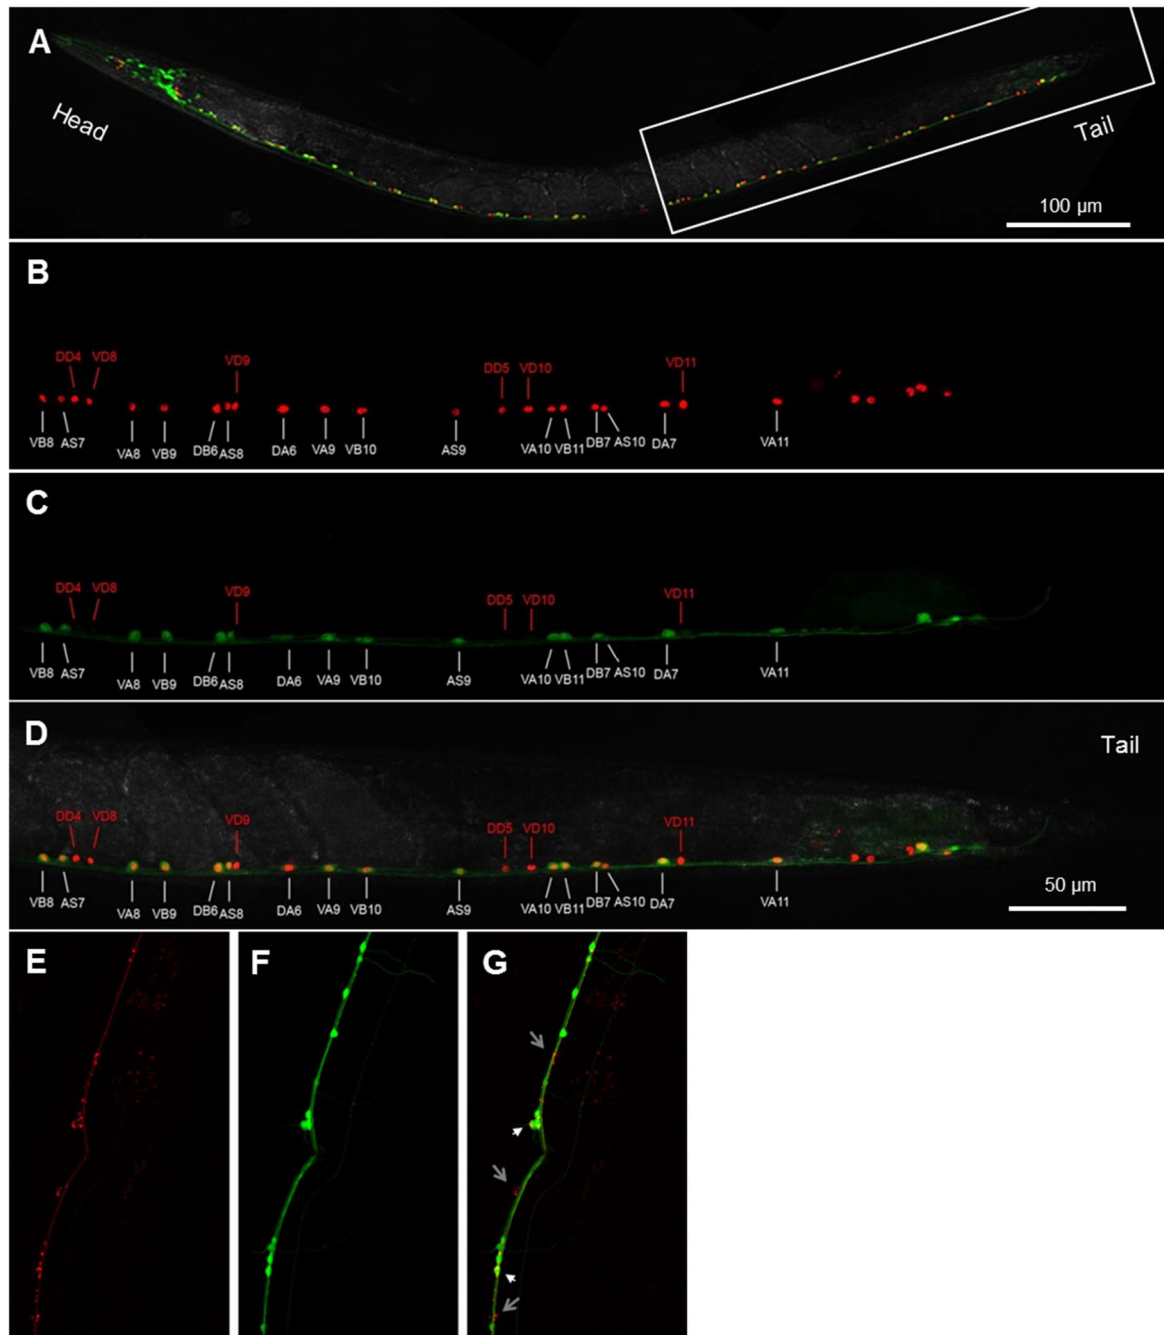 A
Head
Tail
100 µm
B
DD4 VD8 VD9 DD5 VD10 VD11
VB8 AS7 VA8 VB9 DB6 AS8 DA6 VA9 VB10 AS9 VA10 VB11 DB7 AS10 DA7 VA11
C
DD4 VD8 VD9 DD5 VD10 VD11
VB8 AS7 VA8 VB9 DB6 AS8 DA6 VA9 VB10 AS9 VA10 VB11 DB7 AS10 DA7 VA11
D
Tail
DD4 VD8 VD9 DD5 VD10 VD11
VB8 AS7 VA8 VB9 DB6 AS8 DA6 VA9 VB10 AS9 VA10 VB11 DB7 AS10 DA7 VA11
50 µm
E F G